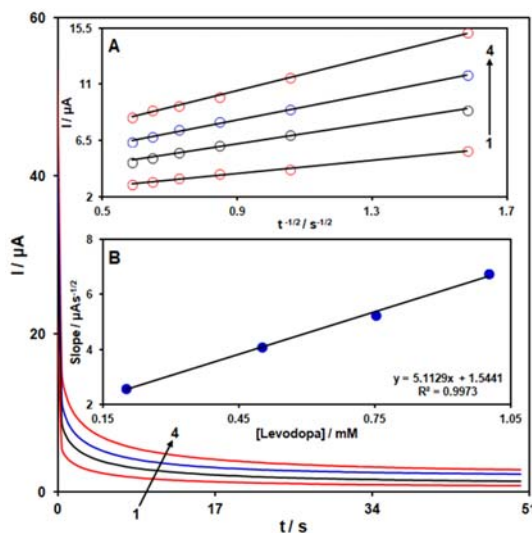 A
I / µA
15.5
11
6.5
2
0.5
0.9
1.3
1.7
t -1/2 / s-1/2
4
1
B
Slope / µAs-1/2
8
6
4
2
0.15
0.45
0.75
1.05
[Levodopa] / mM
y = 5.1129x + 1.5441
R² = 0.9973
I / µA
60
40
20
0
0
17
34
51
t / s
4
1